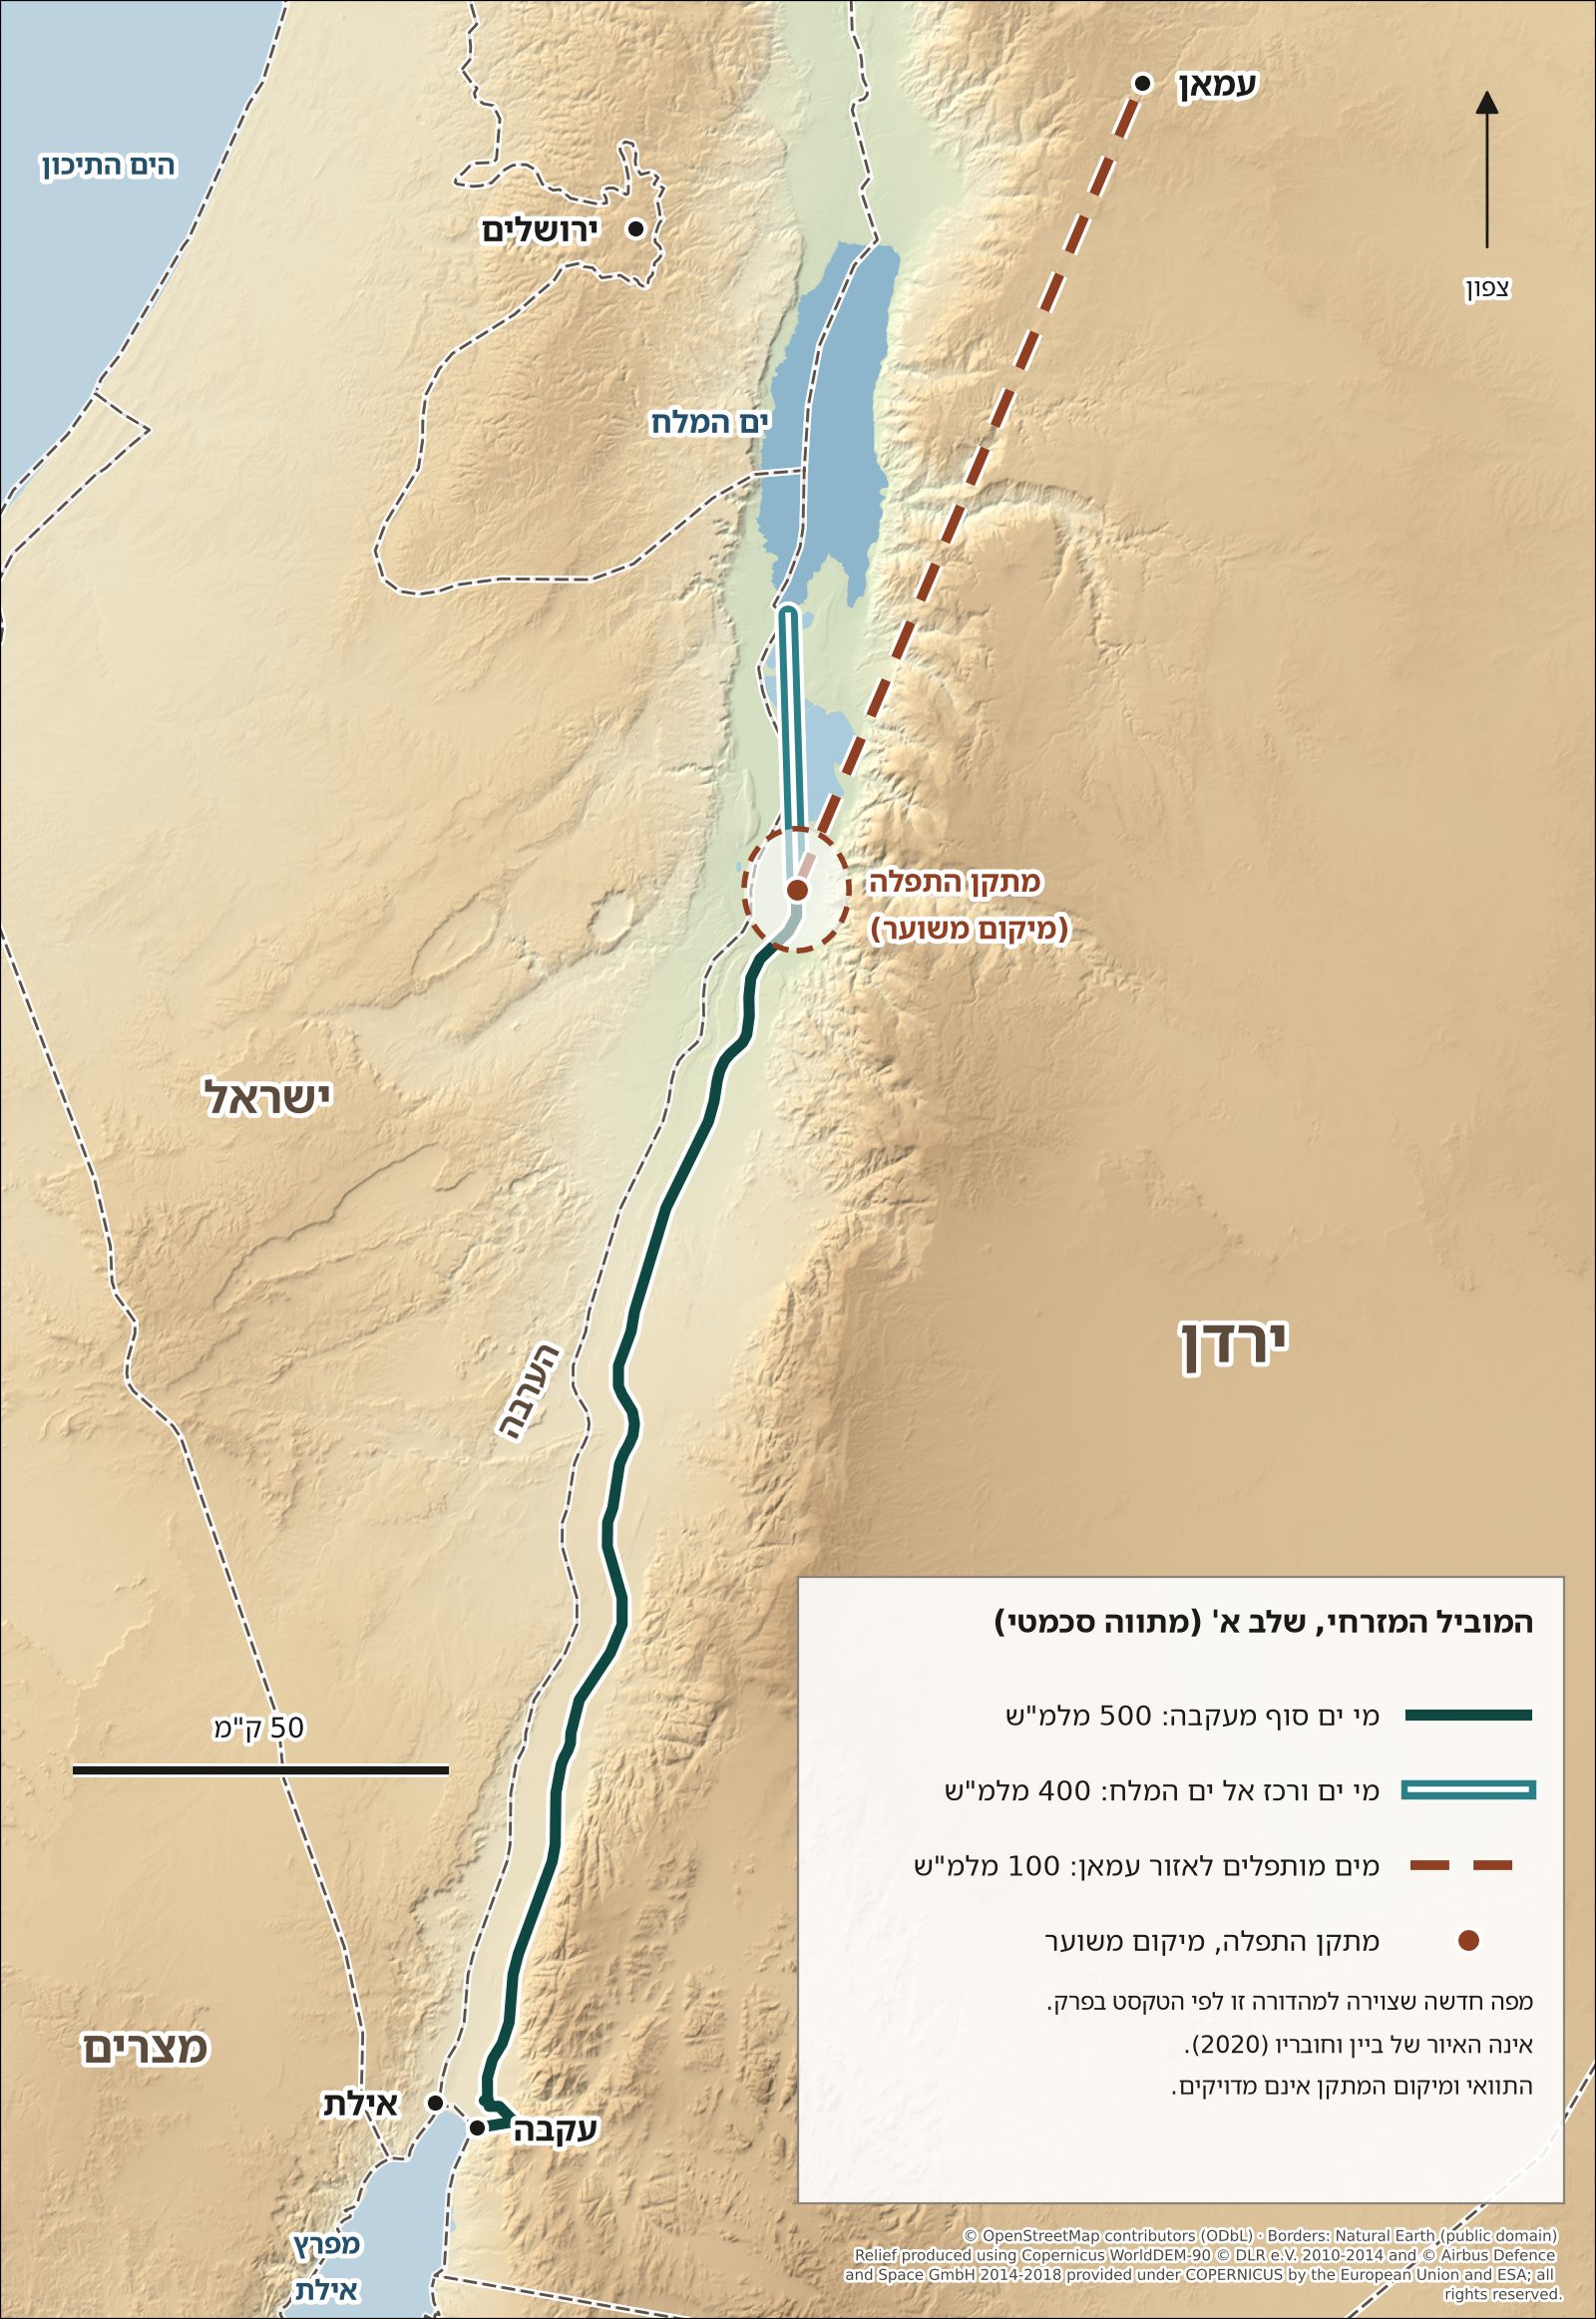 עמאן
הים התיכון
ירושלים
צפון
ים המלח
מתקן התפלה
(מיקום משוער)
ישראל
ירדן
הערבה
המוביל המזרחי, שלב א' (מתווה סכמטי)
מי ים סוף מעקבה: 500 מלמ"ש
50 ק"מ
מי ים ורכז אל ים המלח: 400 מלמ"ש
מים מותפלים לאזור עמאן: 100 מלמ"ש
מתקן התפלה, מיקום משוער
מפה חדשה שצוירה למהדורה זו לפי הטקסט בפרק.
אינה האיור של ביין וחובריו (2020).
התוואי ומיקום המתקן אינם מדויקים.
מצרים
אילת
עקבה
מפרץ
אילת
© OpenStreetMap contributors (ODbL) · Borders: Natural Earth (public domain)
Relief produced using Copernicus WorldDEM-90 © DLR e.V. 2010-2014 and © Airbus Defence
and Space GmbH 2014-2018 provided under COPERNICUS by the European Union and ESA; all
rights reserved.